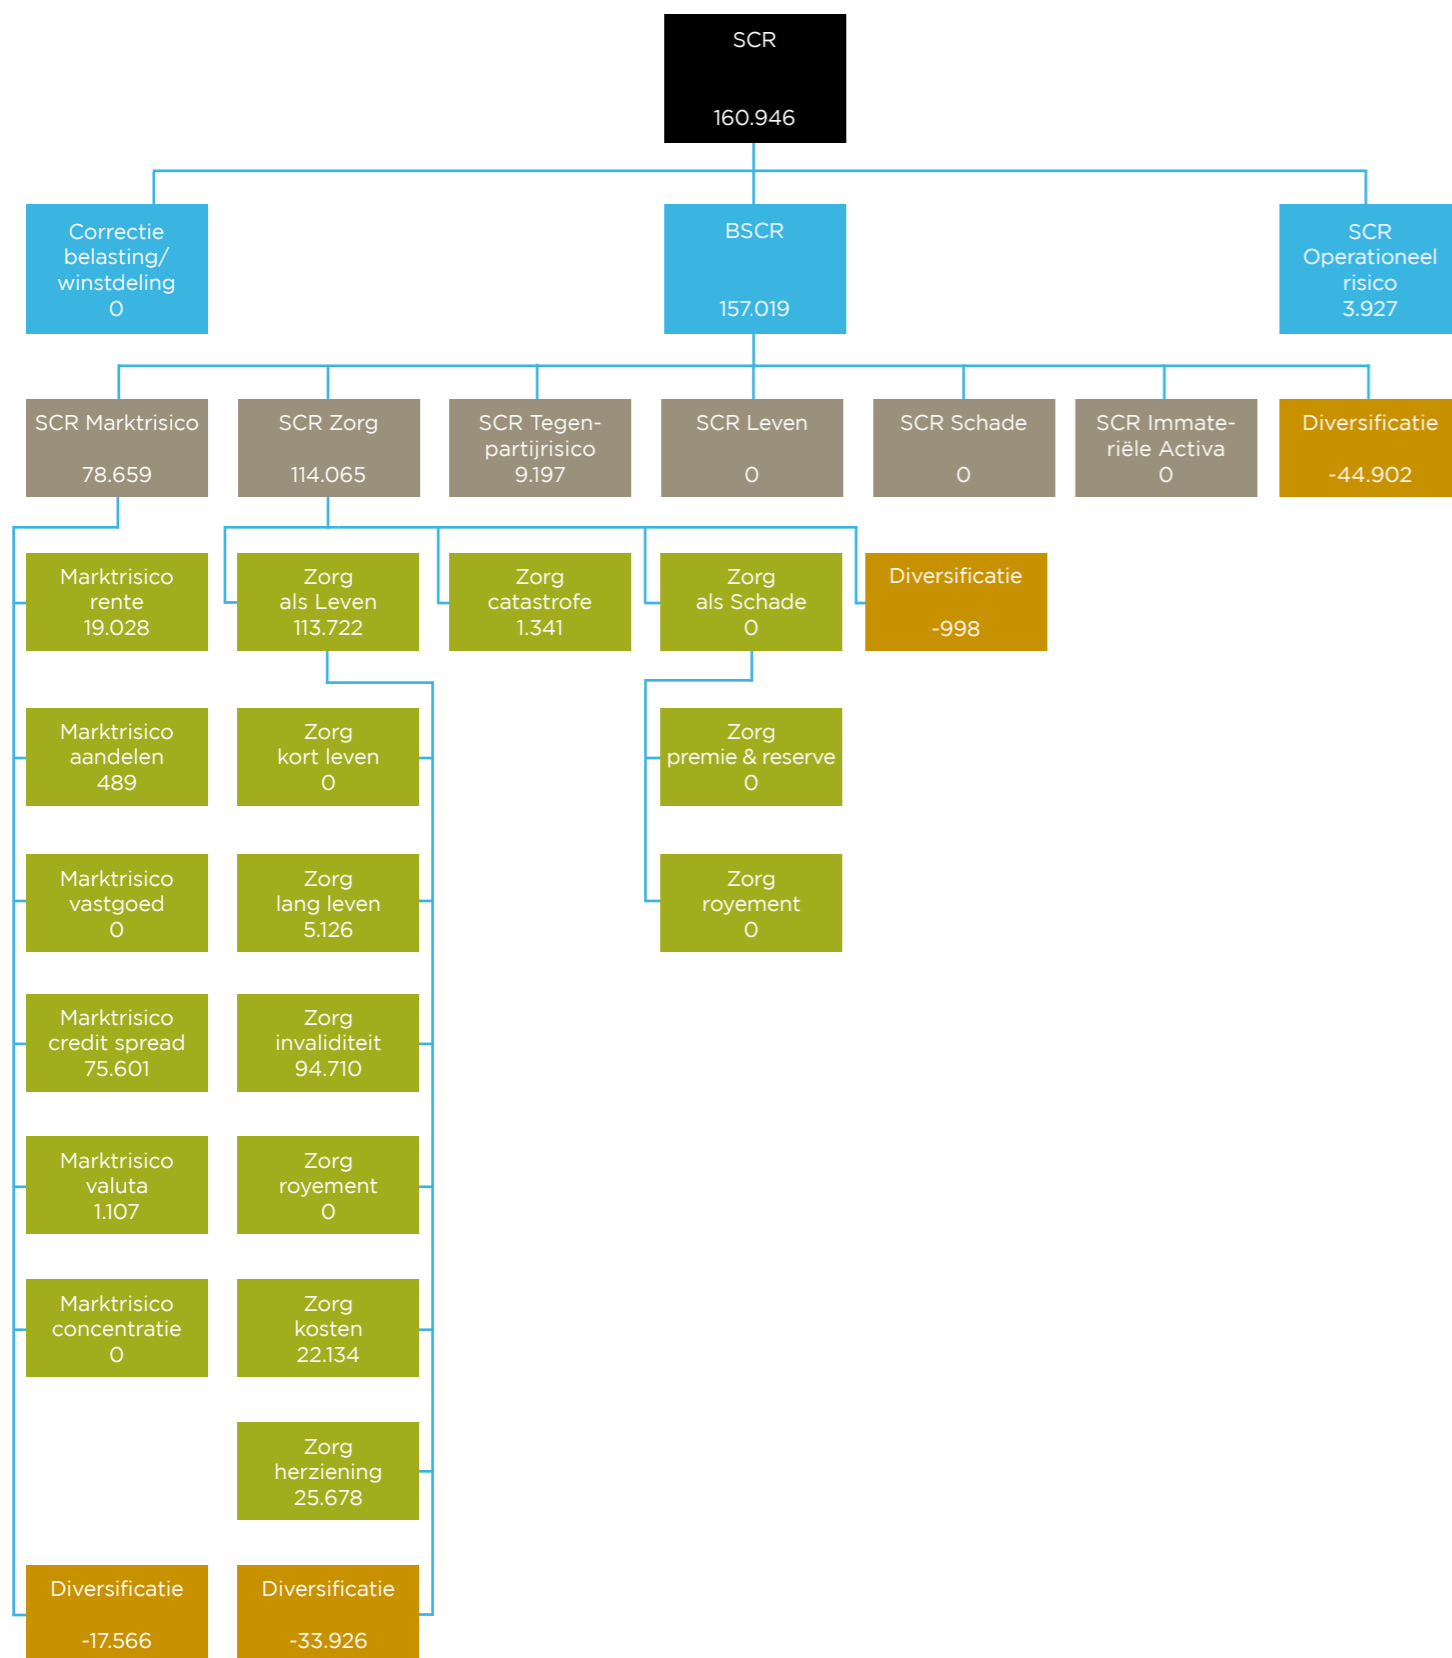 SCR
160.946
Correctie
belasting/
winstdeling
0
BSCR
157.019
SCR
Operationeel
risico
3.927
SCR Marktrisico
78.659
SCR Zorg
114.065
SCR Tegen-
partijrisico
9.197
SCR Leven
0
SCR Schade
0
SCR Immate-
riële Activa
0
Diversificatie
-44.902
Marktrisico
rente
19.028
Zorg
als Leven
113.722
Zorg
catastrofe
1.341
Zorg
als Schade
0
Diversificatie
-998
Marktrisico
aandelen
489
Zorg
kort leven
0
Zorg
premie & reserve
0
Marktrisico
vastgoed
0
Zorg
lang leven
5.126
Zorg
royement
0
Marktrisico
credit spread
75.601
Zorg
invaliditeit
94.710
Marktrisico
valuta
1.107
Zorg
royement
0
Marktrisico
concentratie
0
Zorg
kosten
22.134
Zorg
herziening
25.678
Diversificatie
-17.566
Diversificatie
-33.926